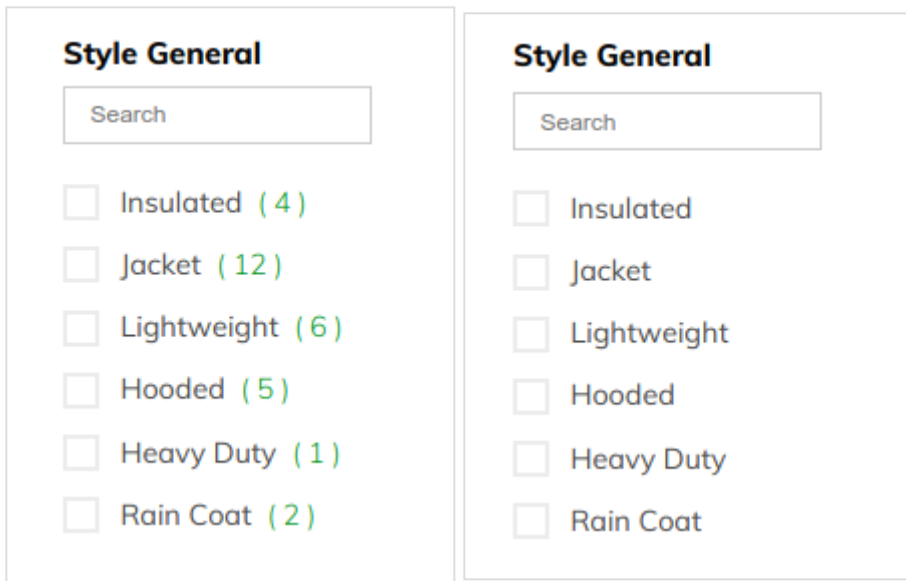 Style General
Search
Insulated ( 4 )
Jacket ( 12 )
Lightweight ( 6 )
Hooded ( 5 )
Heavy Duty ( 1 )
Rain Coat ( 2 )
Style General
Search
Insulated
Jacket
Lightweight
Hooded
Heavy Duty
Rain Coat